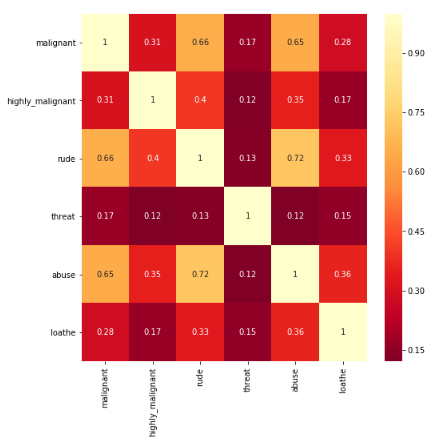 malignant 1 0.31 0.66 0.17 0.65 0.28
highly_malignant 0.31 1 0.4 0.12 0.35 0.17
rude 0.66 0.4 1 0.13 0.72 0.33
threat 0.17 0.12 0.13 1 0.12 0.15
abuse 0.65 0.35 0.72 0.12 1 0.36
loathe 0.28 0.17 0.33 0.15 0.36 1
malignant highly_malignant rude threat abuse loathe
0.90
0.75
0.60
0.45
0.30
0.15